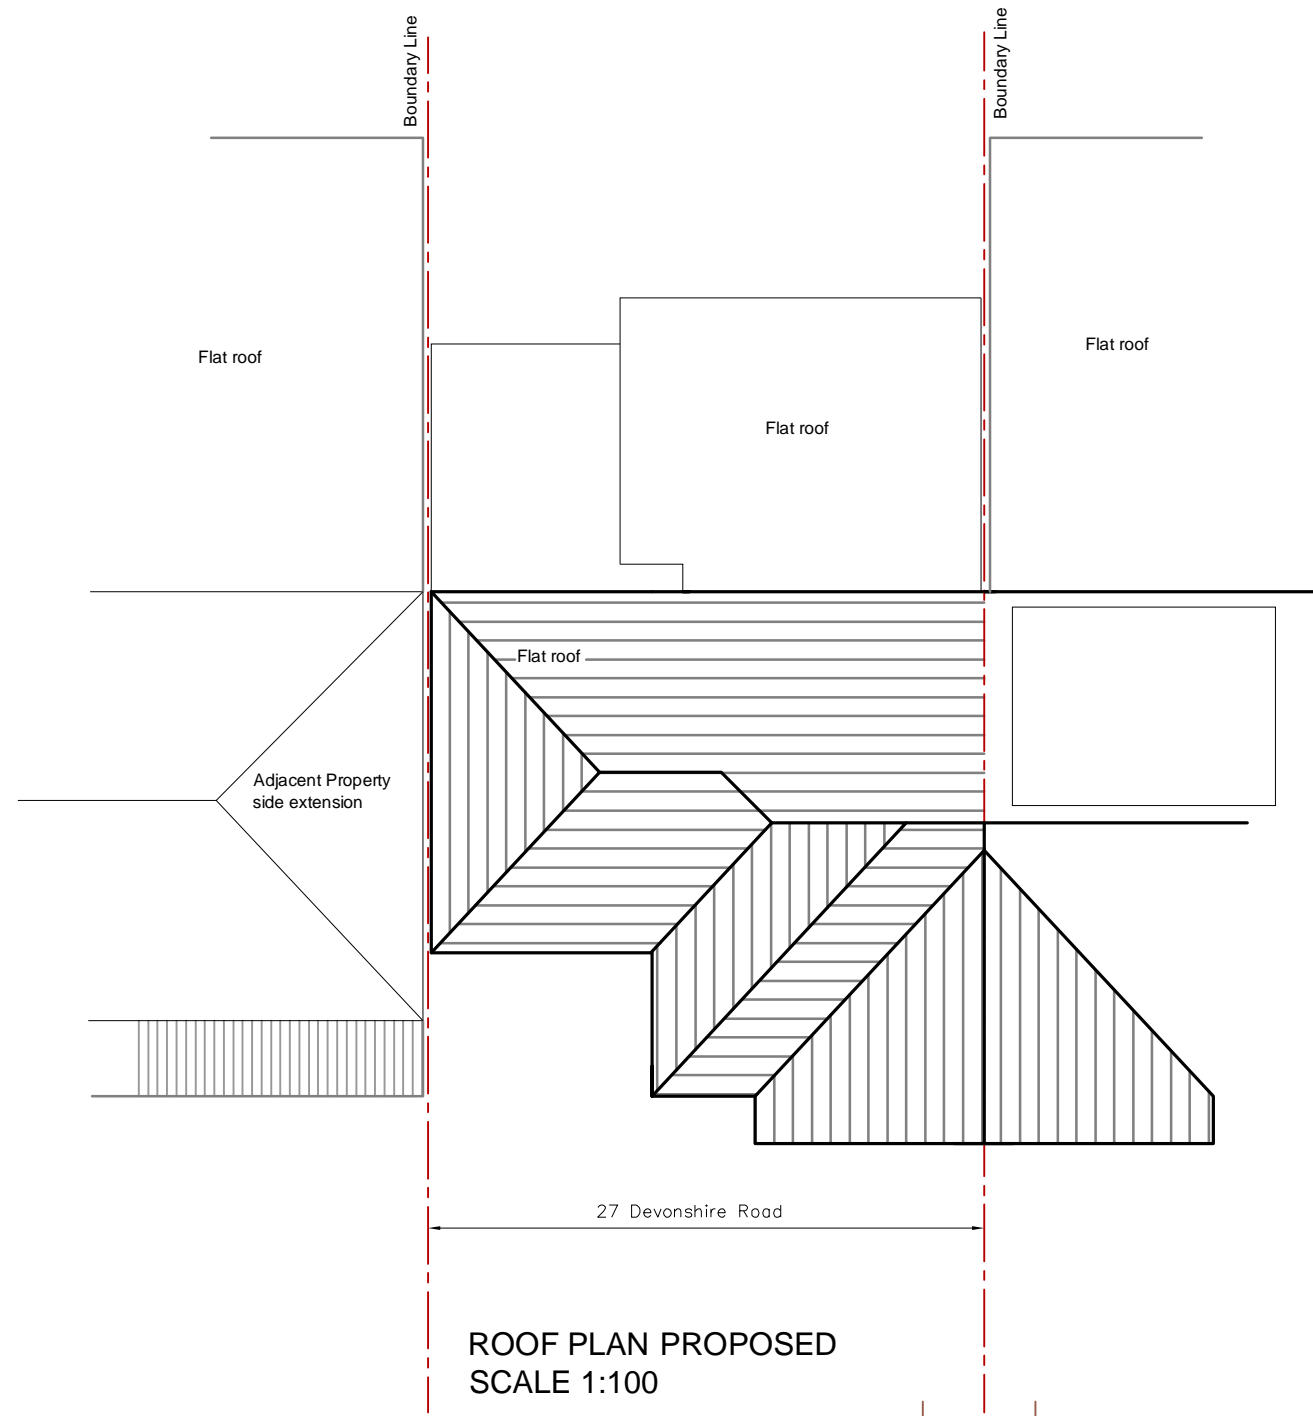 Boundary Line
Boundary Line
Flat roof
Flat roof
Flat roof
Flat roof
Adjacent Property
side extension
27 Devonshire Road
ROOF PLAN PROPOSED
SCALE 1:100